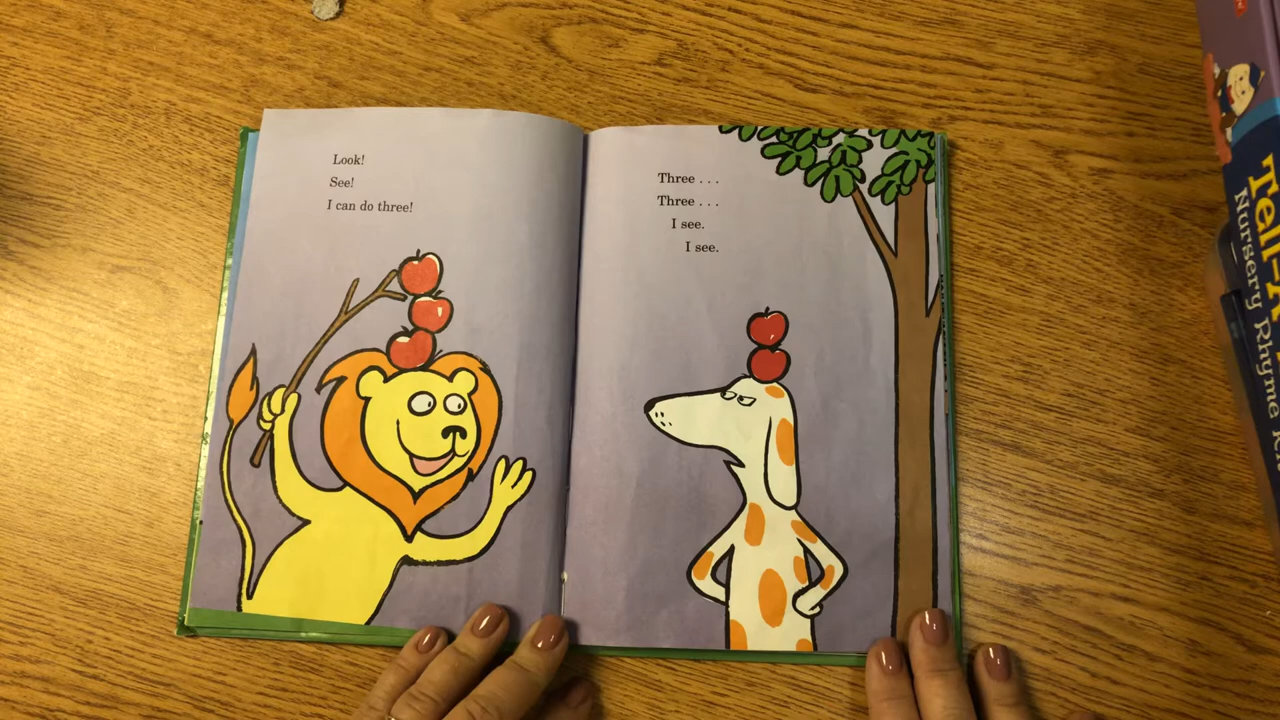 Look!
See!
I can do three!
Three . . .
Three . . .
I see.
I see.
Tell-A
Nursery Rhyme